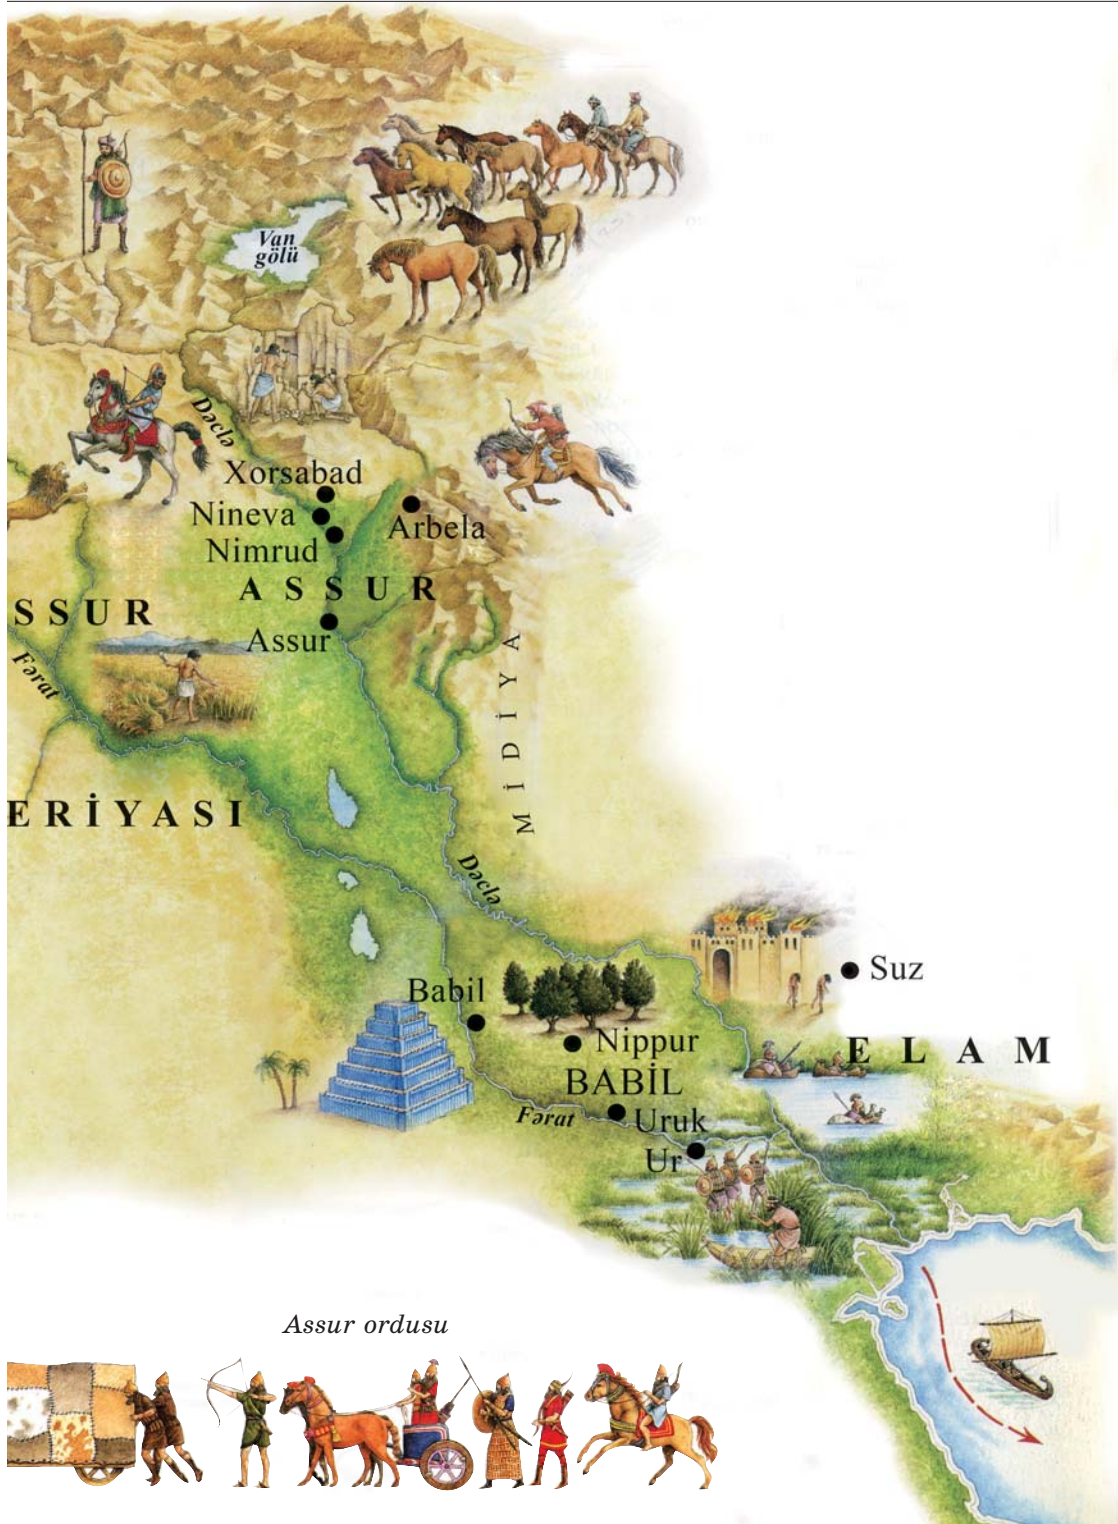 Van
gölü
Dəclə
Xorsabad
Nineva
Arbela
Nimrud
ASSUR
SSUR
Assur
Fərat
MİDİYA
ERİYASI
Dəclə
Suz
Babil
Nippur
ELAM
BABİL
Fərat
Uruk
Ur
Assur ordusu